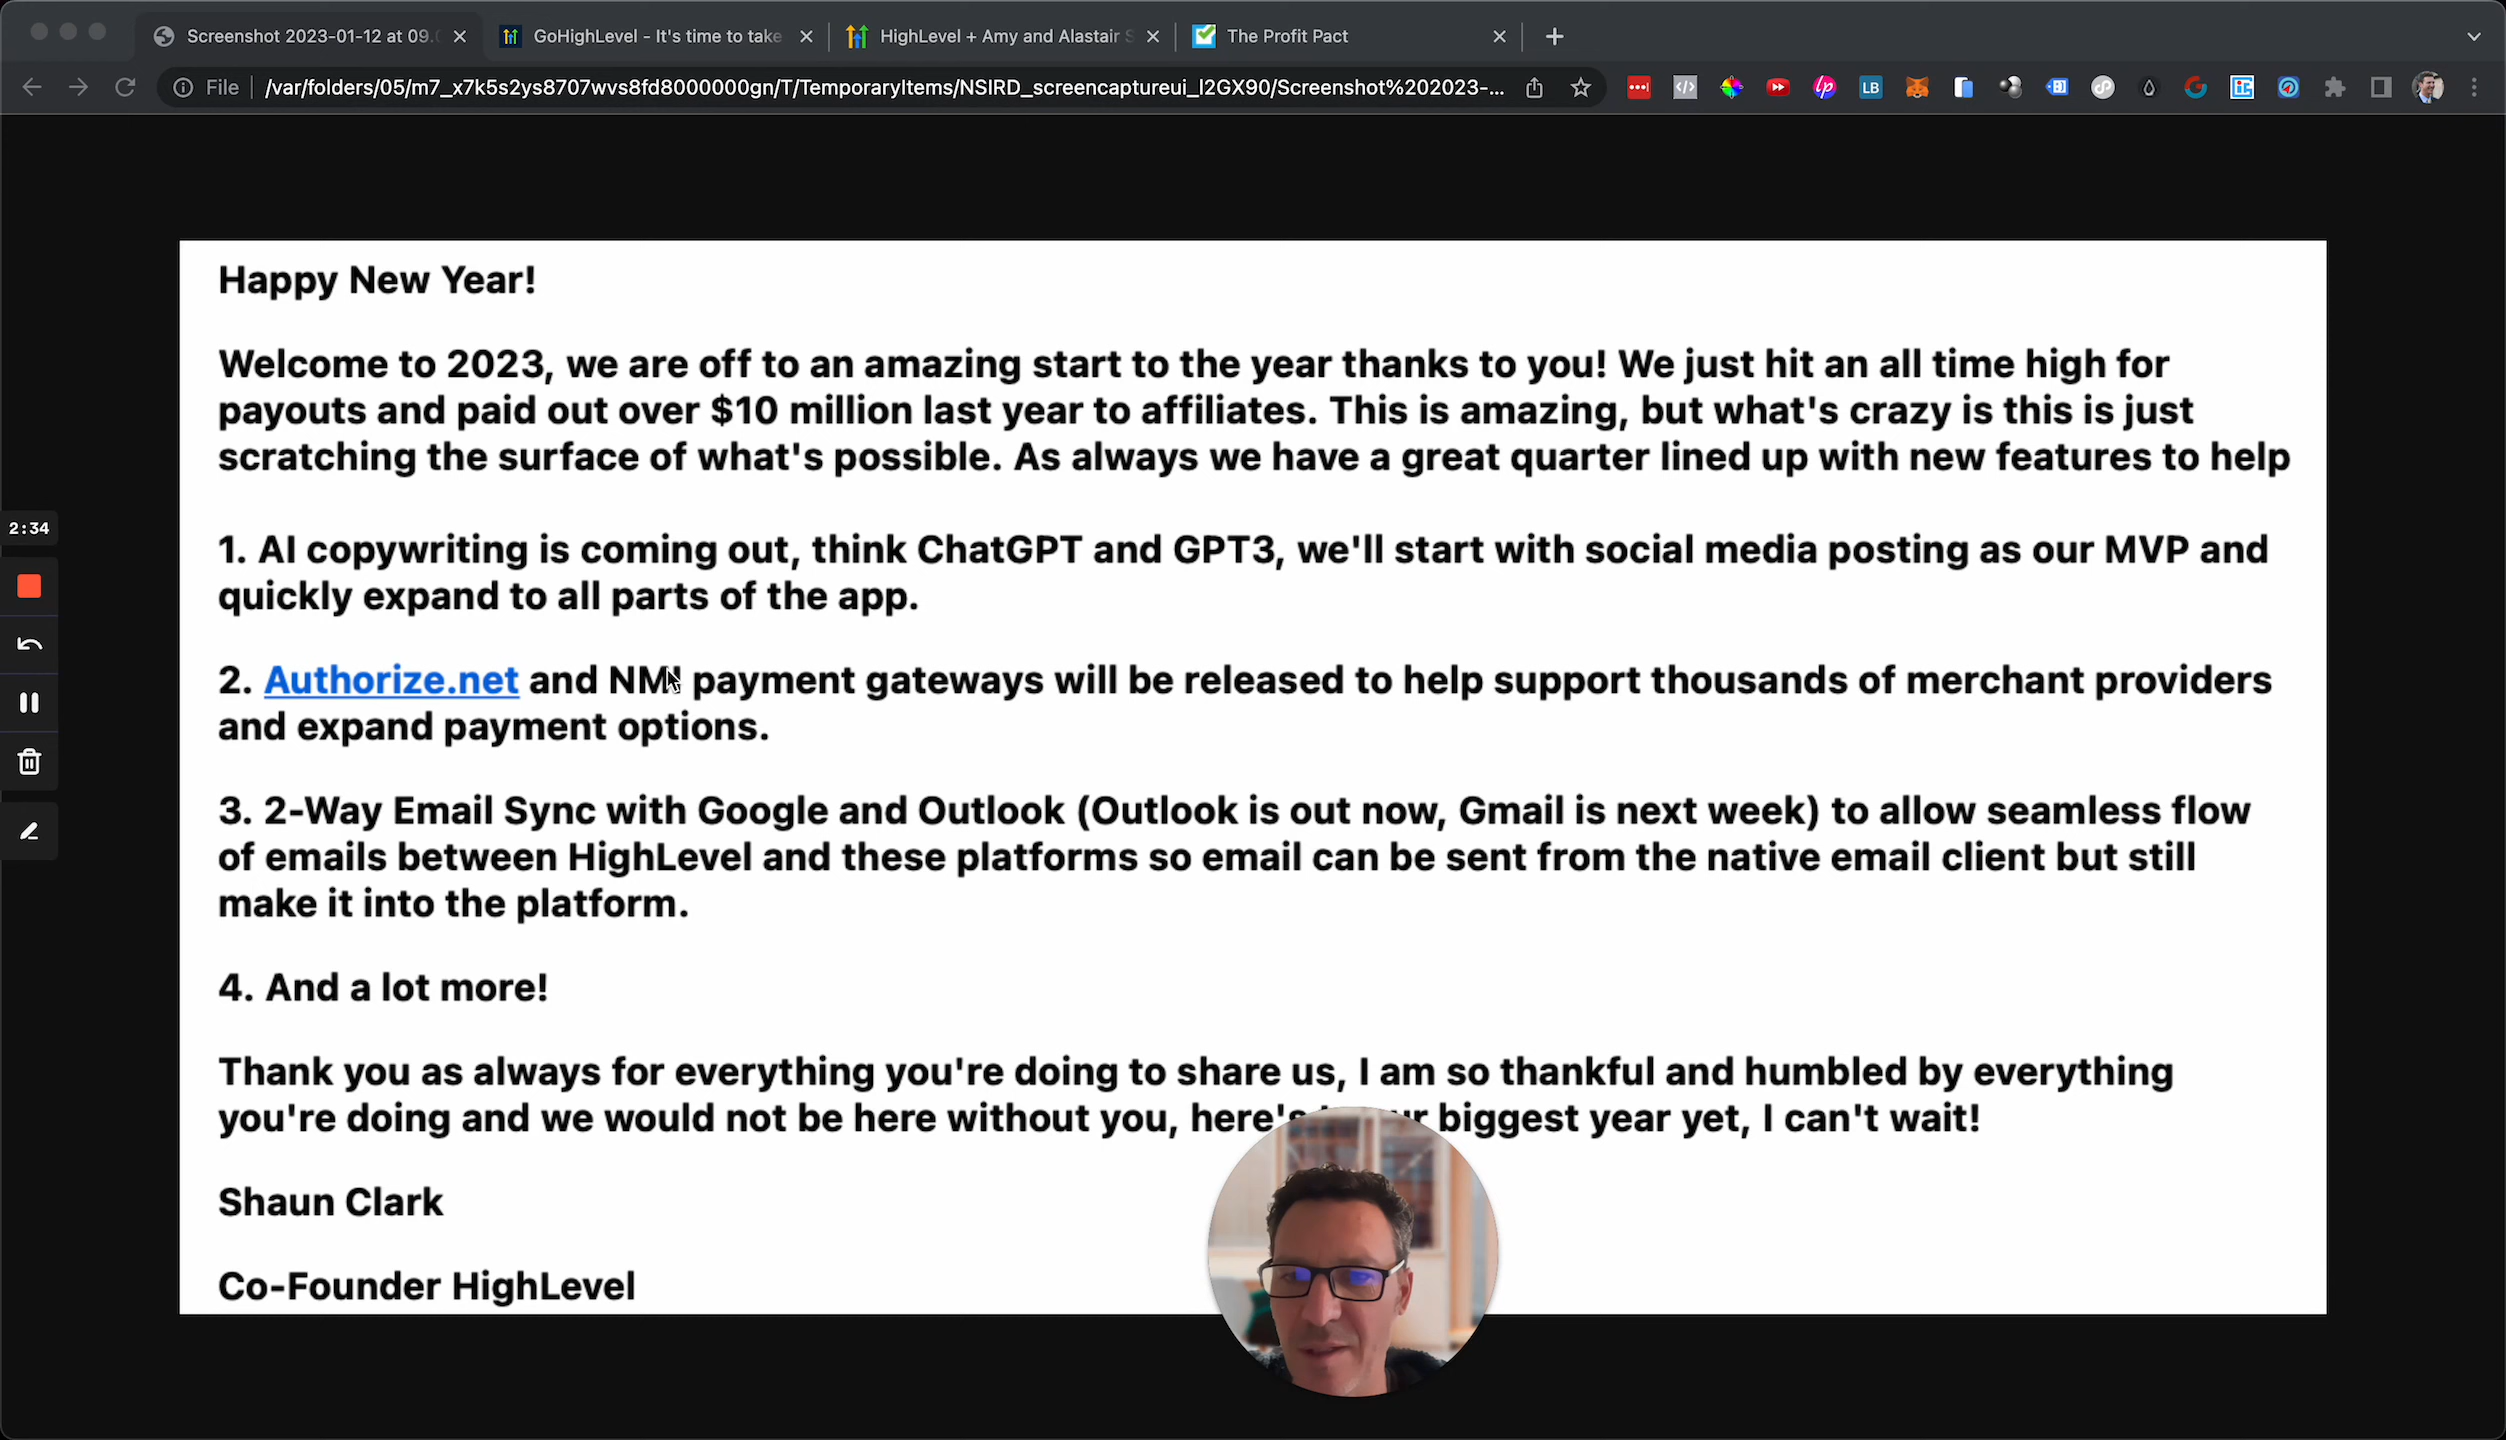 Screenshot 2023-01-12 at 09.
GoHighLevel - It's time to take
HighLevel + Amy and Alastair S
The Profit Pact
File
/var/folders/05/m7_x7k5s2ys8707wvs8fd8000000gn/T/TemporaryItems/NSIRD_screencaptureui_l2GX90/Screenshot%202023-...
LB
Happy New Year!
Welcome to 2023, we are off to an amazing start to the year thanks to you! We just hit an all time high for
payouts and paid out over $10 million last year to affiliates. This is amazing, but what's crazy is this is just
scratching the surface of what's possible. As always we have a great quarter lined up with new features to help
2:34
1. AI copywriting is coming out, think ChatGPT and GPT3, we'll start with social media posting as our MVP and
quickly expand to all parts of the app.
2. Authorize.net and NMI payment gateways will be released to help support thousands of merchant providers
and expand payment options.
3. 2-Way Email Sync with Google and Outlook (Outlook is out now, Gmail is next week) to allow seamless flow
of emails between HighLevel and these platforms so email can be sent from the native email client but still
make it into the platform.
4. And a lot more!
Thank you as always for everything you're doing to share us, I am so thankful and humbled by everything
you're doing and we would not be here without you, here's biggest year yet, I can't wait!
Shaun Clark
Co-Founder HighLevel